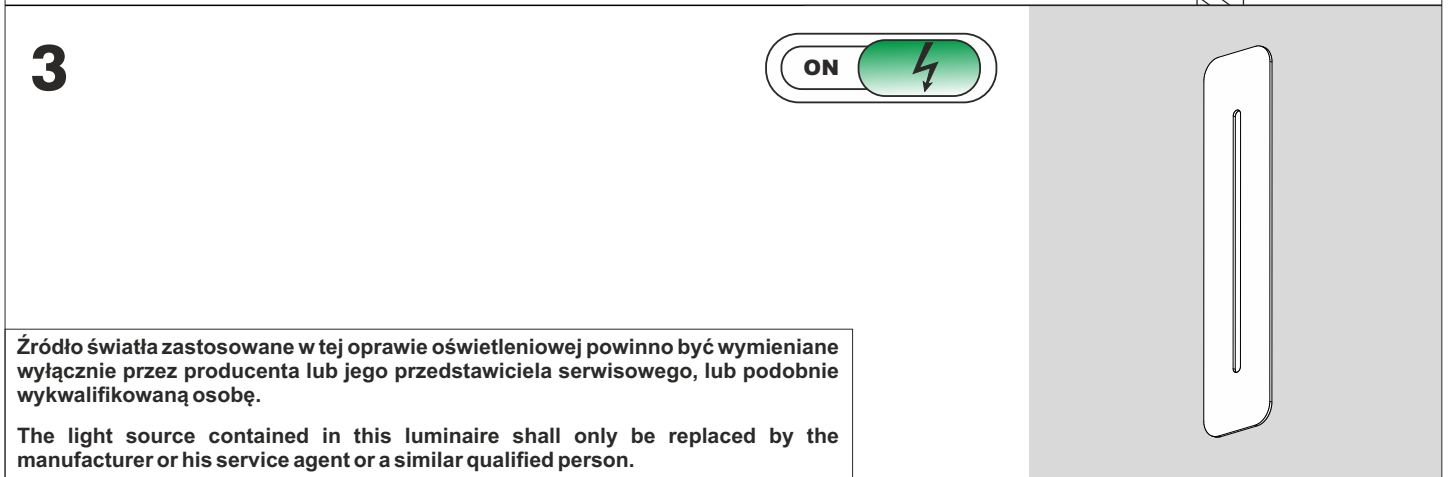 3
ON
Źródło światła zastosowane w tej oprawie oświetleniowej powinno być wymieniane
wyłącznie przez producenta lub jego przedstawiciela serwisowego, lub podobnie
wykwalifikowaną osobę.
The light source contained in this luminaire shall only be replaced by the
manufacturer or his service agent or a similar qualified person.